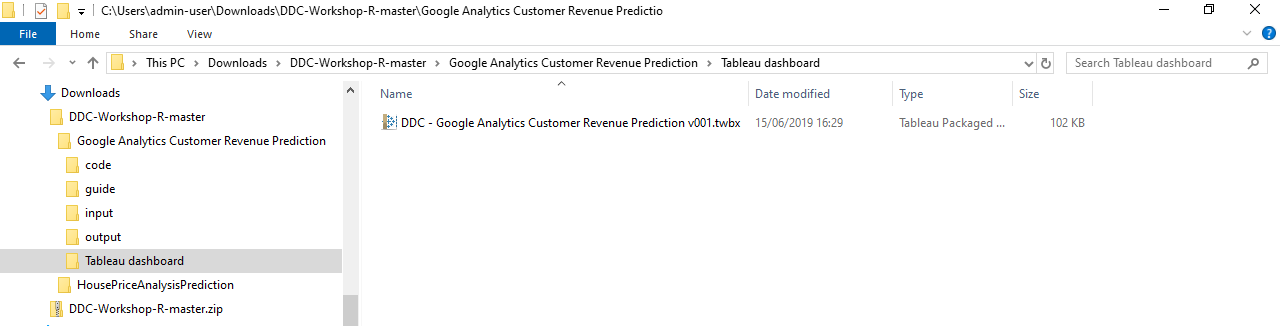 C:\Users\admin-user\Downloads\DDC-Workshop-R-master\Google Analytics Customer Revenue Predictio
File Home Share View
This PC Downloads DDC-Workshop-R-master Google Analytics Customer Revenue Prediction Tableau dashboard
Search Tableau dashboard
Downloads
DDC-Workshop-R-master
Google Analytics Customer Revenue Prediction
code
guide
input
output
Tableau dashboard
HousePriceAnalysisPrediction
DDC-Workshop-R-master.zip
Name Date modified Type Size
DDC - Google Analytics Customer Revenue Prediction v001.twbx 15/06/2019 16:29 Tableau Packaged ... 102 KB